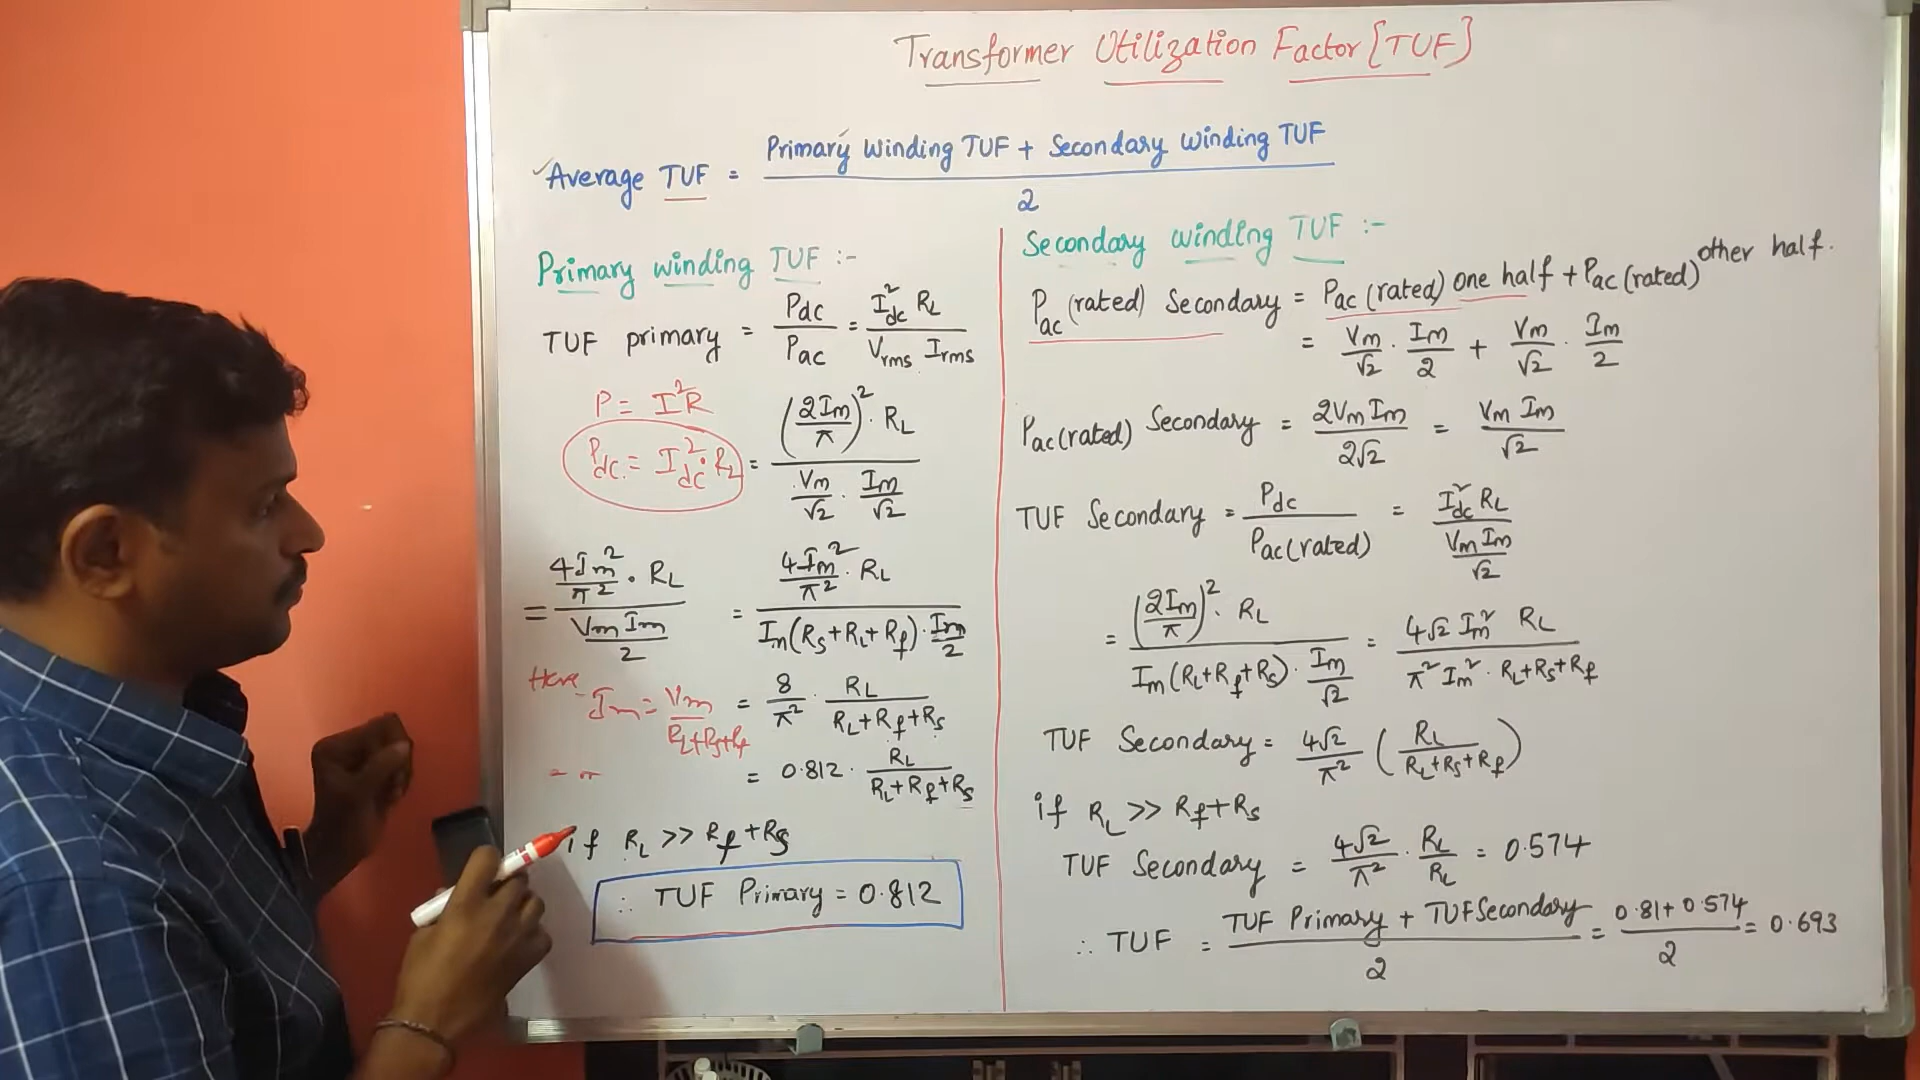 Transformer Utilization Factor [TUF]
Average TUF = (Primary Winding TUF + Secondary Winding TUF) / 2
Primary winding TUF :-
TUF primary = Pdc / Pac = I²dc RL / Vrms Irms
P = I²R
Pdc = I²dc · RL
= (2Im/π)² · RL / (Vm/√2 · Im/√2)
= (4Im²/π² · RL) / (Vm Im/2) = (4Im²/π² · RL) / (Im(Rs+RL+Rf) · Im/2)
Here Im = Vm / RL+Rs+Rf
= 8/π² · RL / RL+Rf+Rs
= 0.812 · RL / RL+Rf+Rs
if RL >> Rf+Rs
∴ TUF Primary = 0.812
Secondary winding TUF :-
Pac (rated) Secondary = Pac (rated) one half + Pac (rated) other half.
= Vm/√2 · Im/2 + Vm/√2 · Im/2
Pac (rated) Secondary = 2VmIm / 2√2 = Vm Im / √2
TUF Secondary = Pdc / Pac(rated) = I²dc RL / (Vm Im/√2)
= (2Im/π)² · RL / (Im(RL+Rf+Rs) · Im/√2) = 4√2 Im² RL / π² Im² · RL+Rs+Rf
TUF Secondary = 4√2/π² (RL / RL+Rs+Rf)
if RL >> Rf+Rs
TUF Secondary = 4√2/π² · RL/RL = 0.574
∴ TUF = (TUF Primary + TUF Secondary) / 2 = (0.81+0.574) / 2 = 0.693